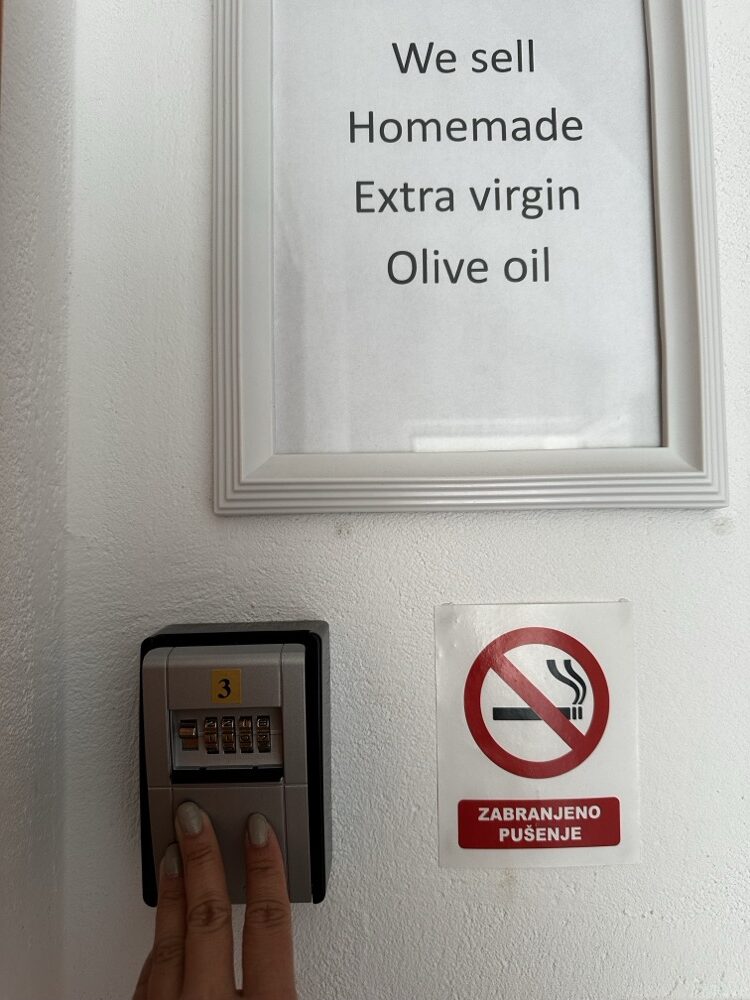 We sell
Homemade
Extra virgin
Olive oil
3
ZABRANJENO
PUŠENJE